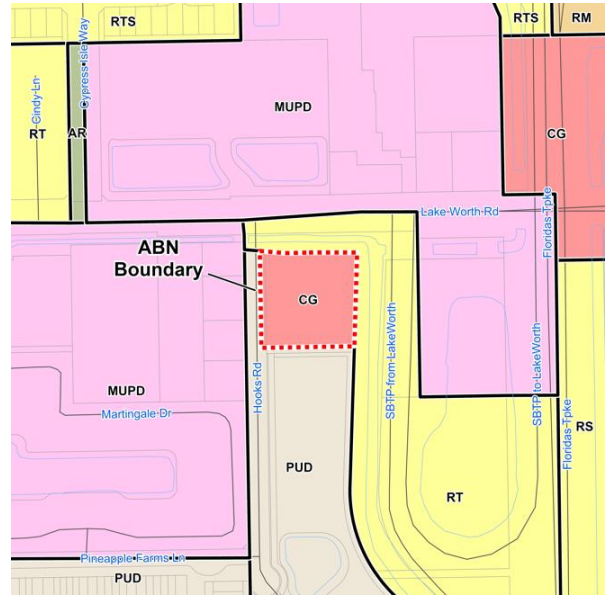 RTS
RTS
RM
Cypress Isle Way
Cindy Ln
MUPD
RT
AR
CG
Lake Worth Rd
Floridas Tpke
ABN
Boundary
CG
SBTP from LakeWorth
SBTP to LakeWorth
Hooks Rd
MUPD
Martingale Dr
Floridas Tpke
RS
PUD
RT
Pineapple Farms Ln
PUD